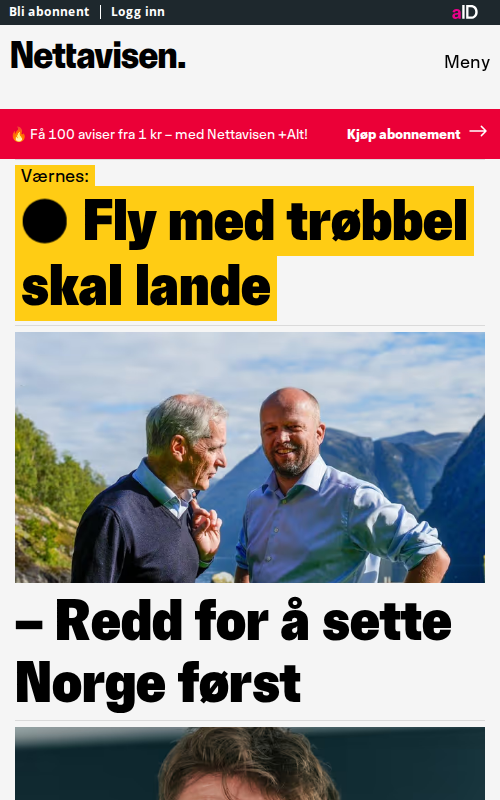 Bli abonnent | Logg inn
aID
Nettavisen.
Meny
🔥 Få 100 aviser fra 1 kr – med Nettavisen +Alt!
Kjøp abonnement →
Værnes:
● Fly med trøbbel
skal lande
– Redd for å sette
Norge først